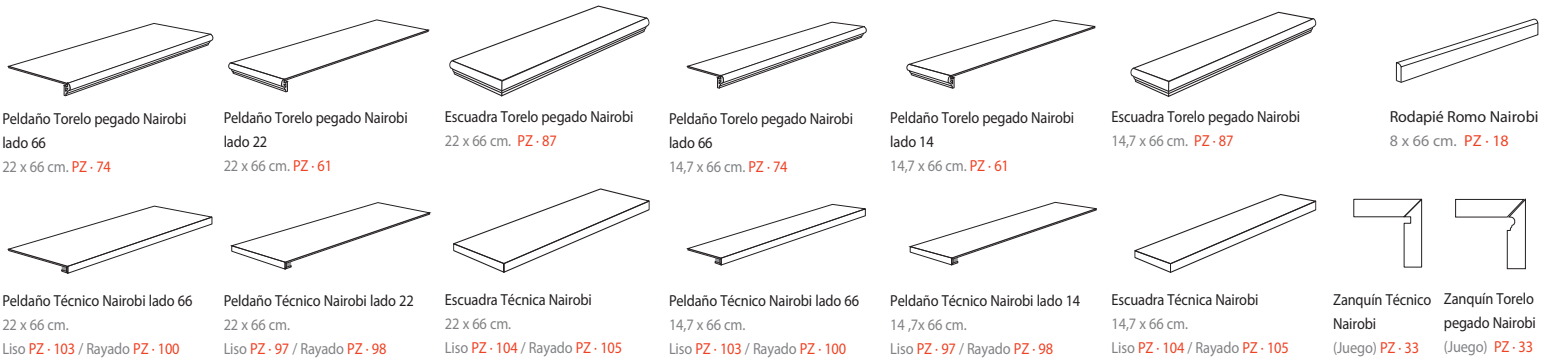 Peldaño Torelo pegado Nairobi
lado 66
22 x 66 cm. PZ · 74
Peldaño Torelo pegado Nairobi
lado 22
22 x 66 cm. PZ · 61
Escuadra Torelo pegado Nairobi
22 x 66 cm. PZ · 87
Peldaño Torelo pegado Nairobi
lado 66
14,7 x 66 cm. PZ · 74
Peldaño Torelo pegado Nairobi
lado 14
14,7 x 66 cm. PZ · 61
Escuadra Torelo pegado Nairobi
14,7 x 66 cm. PZ · 87
Rodapié Romo Nairobi
8 x 66 cm. PZ · 18
Peldaño Técnico Nairobi lado 66
22 x 66 cm.
Liso PZ · 103 / Rayado PZ · 100
Peldaño Técnico Nairobi lado 22
22 x 66 cm.
Liso PZ · 97 / Rayado PZ · 98
Escuadra Técnica Nairobi
22 x 66 cm.
Liso PZ · 104 / Rayado PZ · 105
Peldaño Técnico Nairobi lado 66
14,7 x 66 cm.
Liso PZ · 103 / Rayado PZ · 100
Peldaño Técnico Nairobi lado 14
14 ,7x 66 cm.
Liso PZ · 97 / Rayado PZ · 98
Escuadra Técnica Nairobi
14,7 x 66 cm.
Liso PZ · 104 / Rayado PZ · 105
Zanquín Técnico
Nairobi
(Juego) PZ · 33
Zanquín Torelo
pegado Nairobi
(Juego) PZ · 33